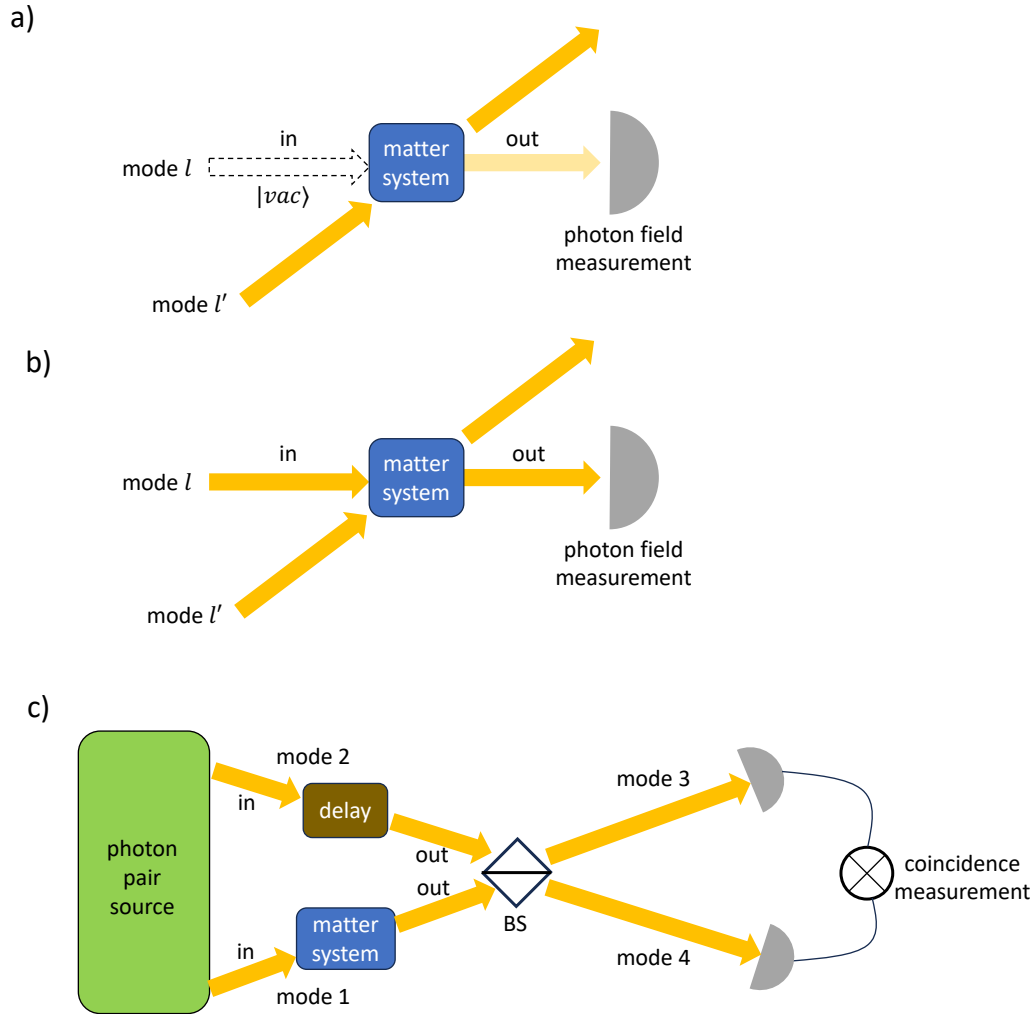 a)
in
mode l
|vac⟩
matter
system
out
photon field
measurement
mode l′
b)
in
mode l
matter
system
out
photon field
measurement
mode l′
c)
photon
pair
source
mode 2
in
delay
out
out
in
matter
system
mode 1
BS
mode 3
mode 4
coincidence
measurement